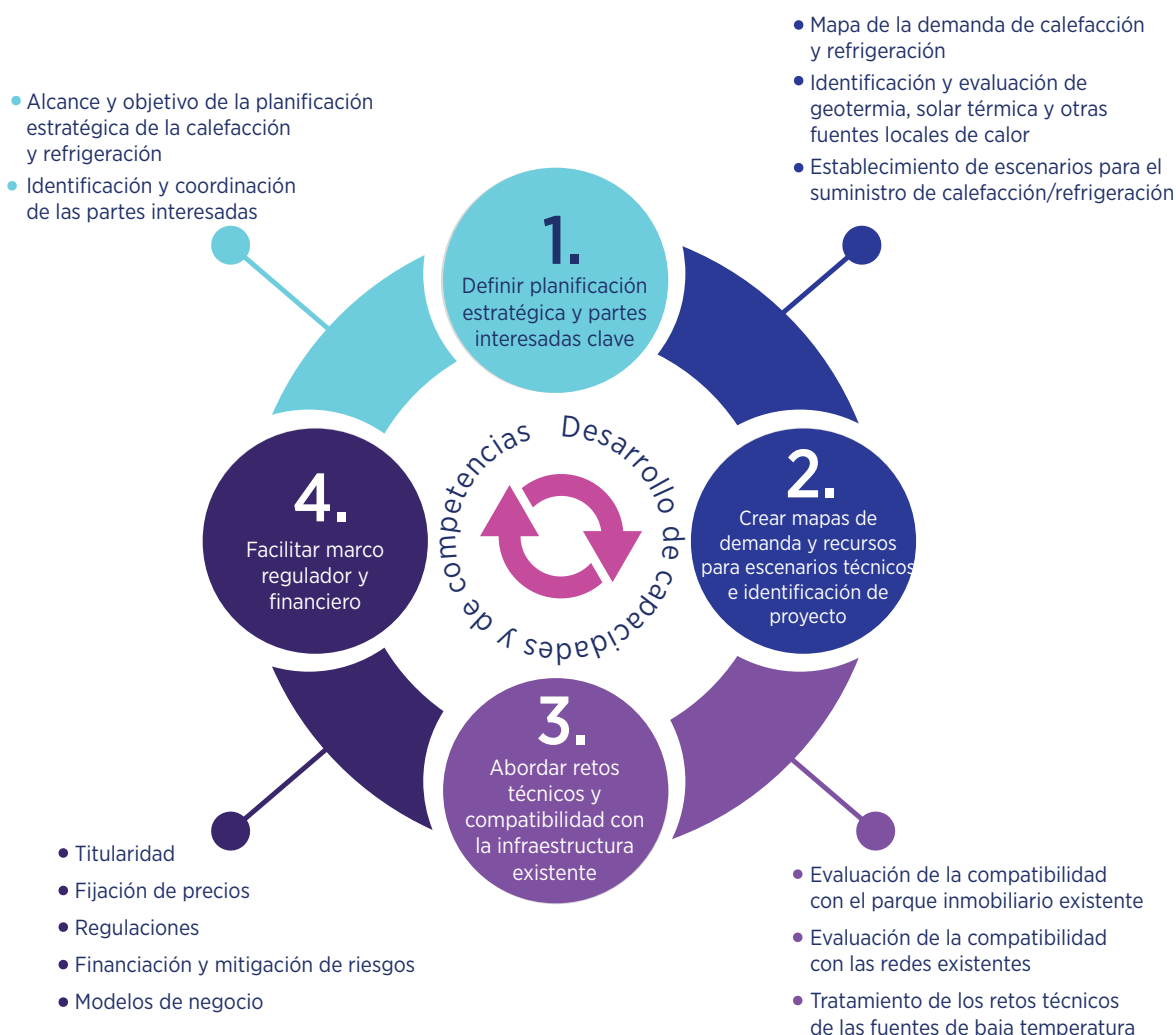 • Alcance y objetivo de la planificación
estratégica de la calefacción
y refrigeración
• Identificación y coordinación
de las partes interesadas
• Mapa de la demanda de calefacción
y refrigeración
• Identificación y evaluación de
geotermia, solar térmica y otras
fuentes locales de calor
• Establecimiento de escenarios para el
suministro de calefacción/refrigeración
1.
Definir planificación
estratégica y partes
interesadas clave
2.
Crear mapas de
demanda y recursos
para escenarios técnicos
e identificación de
proyecto
3.
Abordar retos
técnicos y
compatibilidad con
la infraestructura
existente
4.
Facilitar marco
regulador y
financiero
Desarrollo de capacidades y de competencias
• Titularidad
• Fijación de precios
• Regulaciones
• Financiación y mitigación de riesgos
• Modelos de negocio
• Evaluación de la compatibilidad
con el parque inmobiliario existente
• Evaluación de la compatibilidad
con las redes existentes
• Tratamiento de los retos técnicos
de las fuentes de baja temperatura